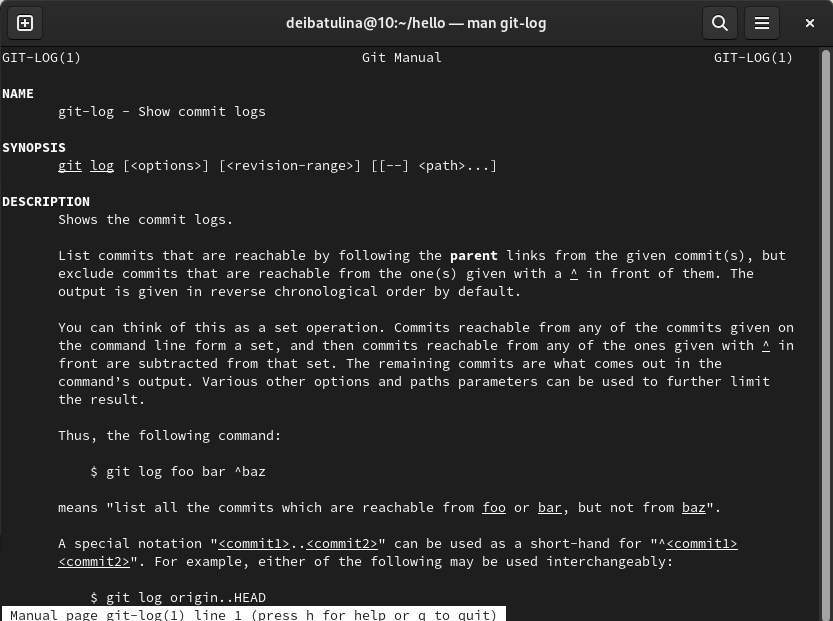 deibatulina@10:~/hello — man git-log
GIT-LOG(1) Git Manual GIT-LOG(1)
NAME
git-log - Show commit logs
SYNOPSIS
git log [<options>] [<revision-range>] [[--] <path>...]
DESCRIPTION
Shows the commit logs.
List commits that are reachable by following the parent links from the given commit(s), but
exclude commits that are reachable from the one(s) given with a ^ in front of them. The
output is given in reverse chronological order by default.
You can think of this as a set operation. Commits reachable from any of the commits given on
the command line form a set, and then commits reachable from any of the ones given with ^ in
front are subtracted from that set. The remaining commits are what comes out in the
command’s output. Various other options and paths parameters can be used to further limit
the result.
Thus, the following command:
$ git log foo bar ^baz
means "list all the commits which are reachable from foo or bar, but not from baz".
A special notation "<commit1>..<commit2>" can be used as a short-hand for "^<commit1>
<commit2>". For example, either of the following may be used interchangeably:
$ git log origin..HEAD
Manual page git-log(1) line 1 (press h for help or q to quit)